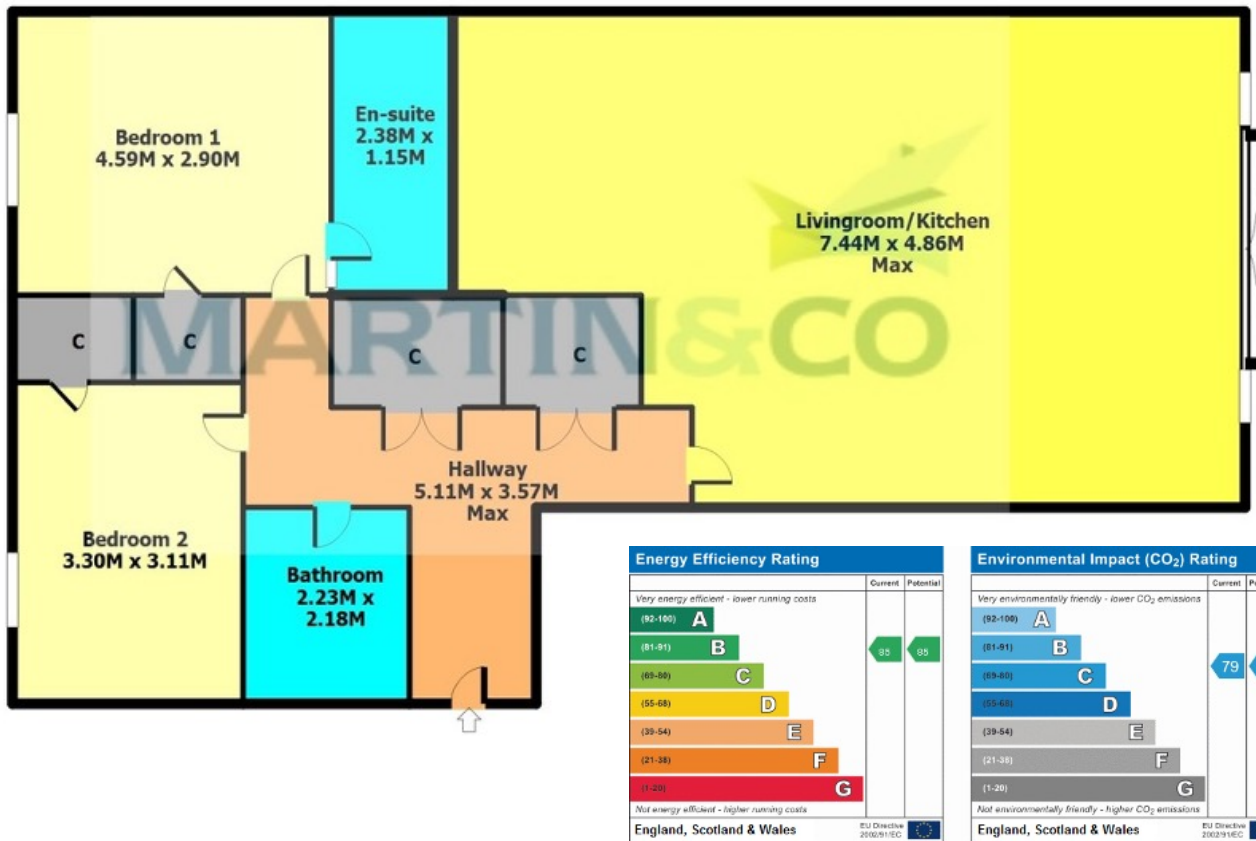 Bedroom 1
4.59M x 2.90M
En-suite
2.38M x
1.15M
Livingroom/Kitchen
7.44M x 4.86M
Max
MARTIN&CO
C
C
C
C
Hallway
5.11M x 3.57M
Max
Bedroom 2
3.30M x 3.11M
Bathroom
2.23M x
2.18M
Energy Efficiency Rating
Current Potential
Very energy efficient - lower running costs
(92-100) A
(81-91) B
85 85
(69-80) C
(55-68) D
(39-54) E
(21-38) F
(1-20) G
Not energy efficient - higher running costs
England, Scotland & Wales
EU Directive
2002/91/EC
Environmental Impact (CO₂) Rating
Current Po
Very environmentally friendly - lower CO₂ emissions
(92-100) A
(81-91) B
(69-80) C
79
(55-68) D
(39-54) E
(21-38) F
(1-20) G
Not environmentally friendly - higher CO₂ emissions
England, Scotland & Wales
EU Directive
2002/91/EC